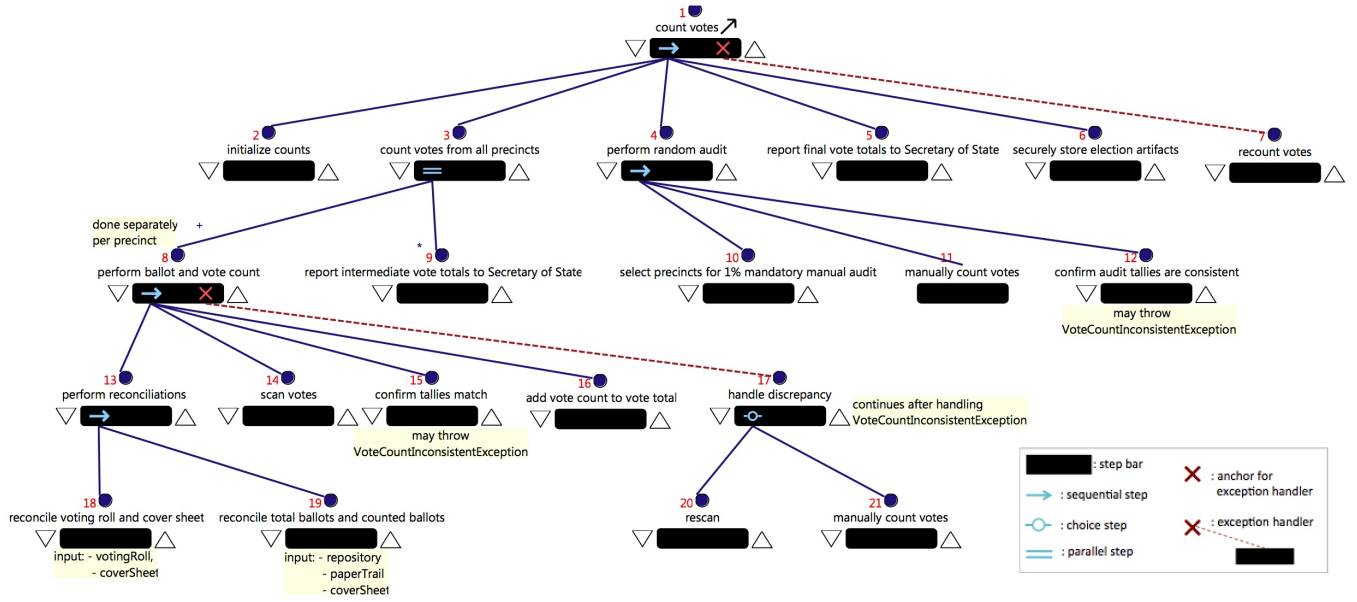 1
count votes
2
initialize counts
3
count votes from all precincts
4
perform random audit
5
report final vote totals to Secretary of State
6
securely store election artifacts
7
recount votes
done separately
per precinct
+
8
perform ballot and vote count
*
9
report intermediate vote totals to Secretary of State
10
select precincts for 1% mandatory manual audit
11
manually count votes
12
confirm audit tallies are consistent
may throw
VoteCountInconsistentException
13
perform reconciliations
14
scan votes
15
confirm tallies match
may throw
VoteCountInconsistentException
16
add vote count to vote total
17
handle discrepancy
continues after handling
VoteCountInconsistentException
18
reconcile voting roll and cover sheet
input: - votingRoll,
- coverSheet
19
reconcile total ballots and counted ballots
input: - repository
- paperTrail
- coverSheet
20
rescan
21
manually count votes
: step bar
: sequential step
: choice step
: parallel step
: anchor for
exception handler
: exception handler